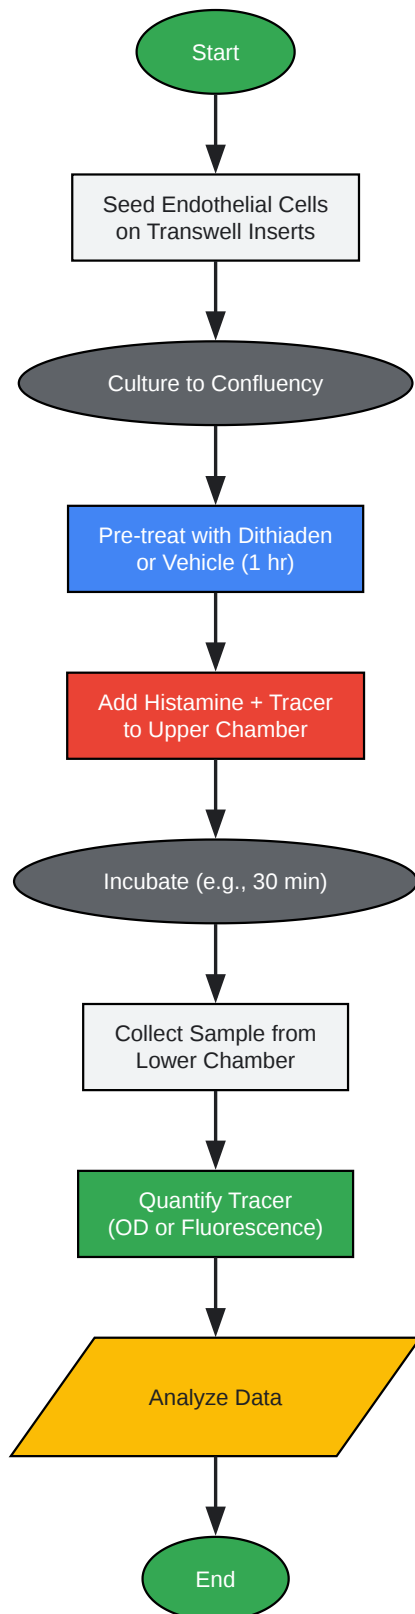 Start
Seed Endothelial Cells
on Transwell Inserts
Culture to Confluency
Pre-treat with Dithiaden
or Vehicle (1 hr)
Add Histamine + Tracer
to Upper Chamber
Incubate (e.g., 30 min)
Collect Sample from
Lower Chamber
Quantify Tracer
(OD or Fluorescence)
Analyze Data
End